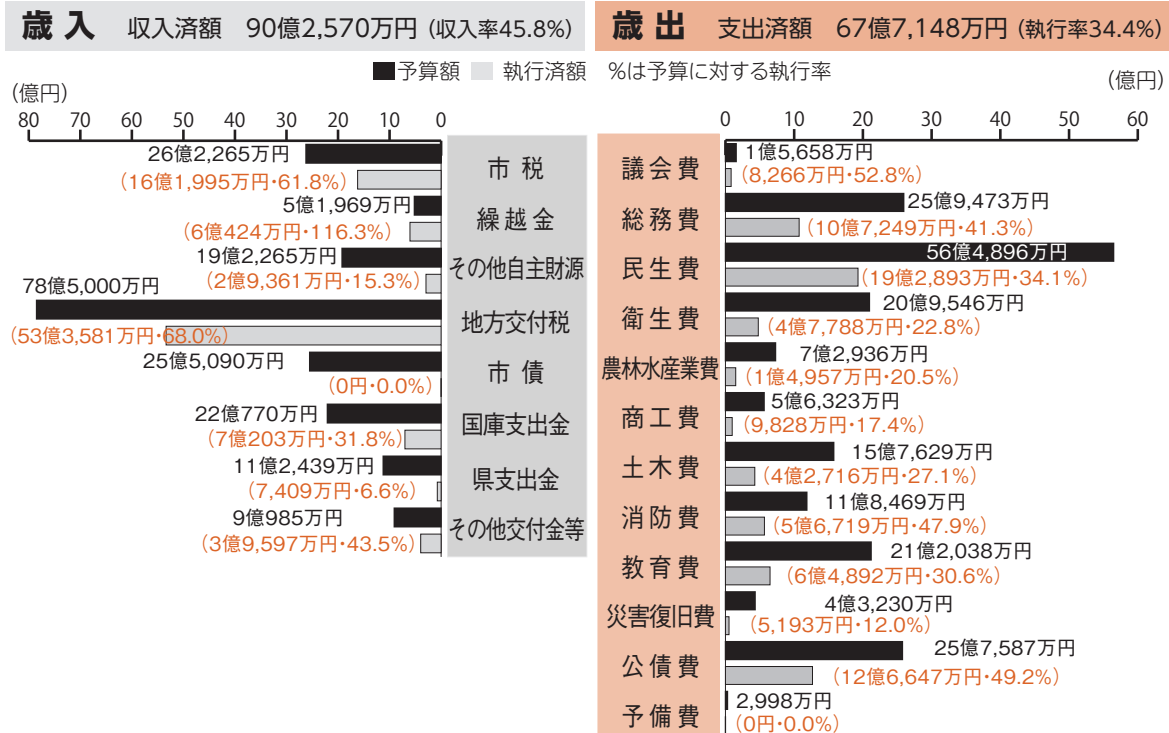 歳入 収入済額 90億2,570万円 (収入率45.8%)
歳出 支出済額 67億7,148万円 (執行率34.4%)
■予算額 執行済額 %は予算に対する執行率
(億円)
80 70 60 50 40 30 20 10 0
26億2,265万円
(16億1,995万円・61.8%)
市税
5億1,969万円
(6億424万円・116.3%)
繰越金
19億2,265万円
(2億9,361万円・15.3%)
その他自主財源
78億5,000万円
(53億3,581万円・68.0%)
地方交付税
25億5,090万円
(0円・0.0%)
市債
22億770万円
(7億203万円・31.8%)
国庫支出金
11億2,439万円
(7,409万円・6.6%)
県支出金
9億985万円
(3億9,597万円・43.5%)
その他交付金等
(億円)
0 10 20 30 40 50 60
議会費
1億5,658万円
(8,266万円・52.8%)
総務費
25億9,473万円
(10億7,249万円・41.3%)
民生費
56億4,896万円
(19億2,893万円・34.1%)
衛生費
20億9,546万円
(4億7,788万円・22.8%)
農林水産業費
7億2,936万円
(1億4,957万円・20.5%)
商工費
5億6,323万円
(9,828万円・17.4%)
土木費
15億7,629万円
(4億2,716万円・27.1%)
消防費
11億8,469万円
(5億6,719万円・47.9%)
教育費
21億2,038万円
(6億4,892万円・30.6%)
災害復旧費
4億3,230万円
(5,193万円・12.0%)
公債費
25億7,587万円
(12億6,647万円・49.2%)
予備費
2,998万円
(0円・0.0%)